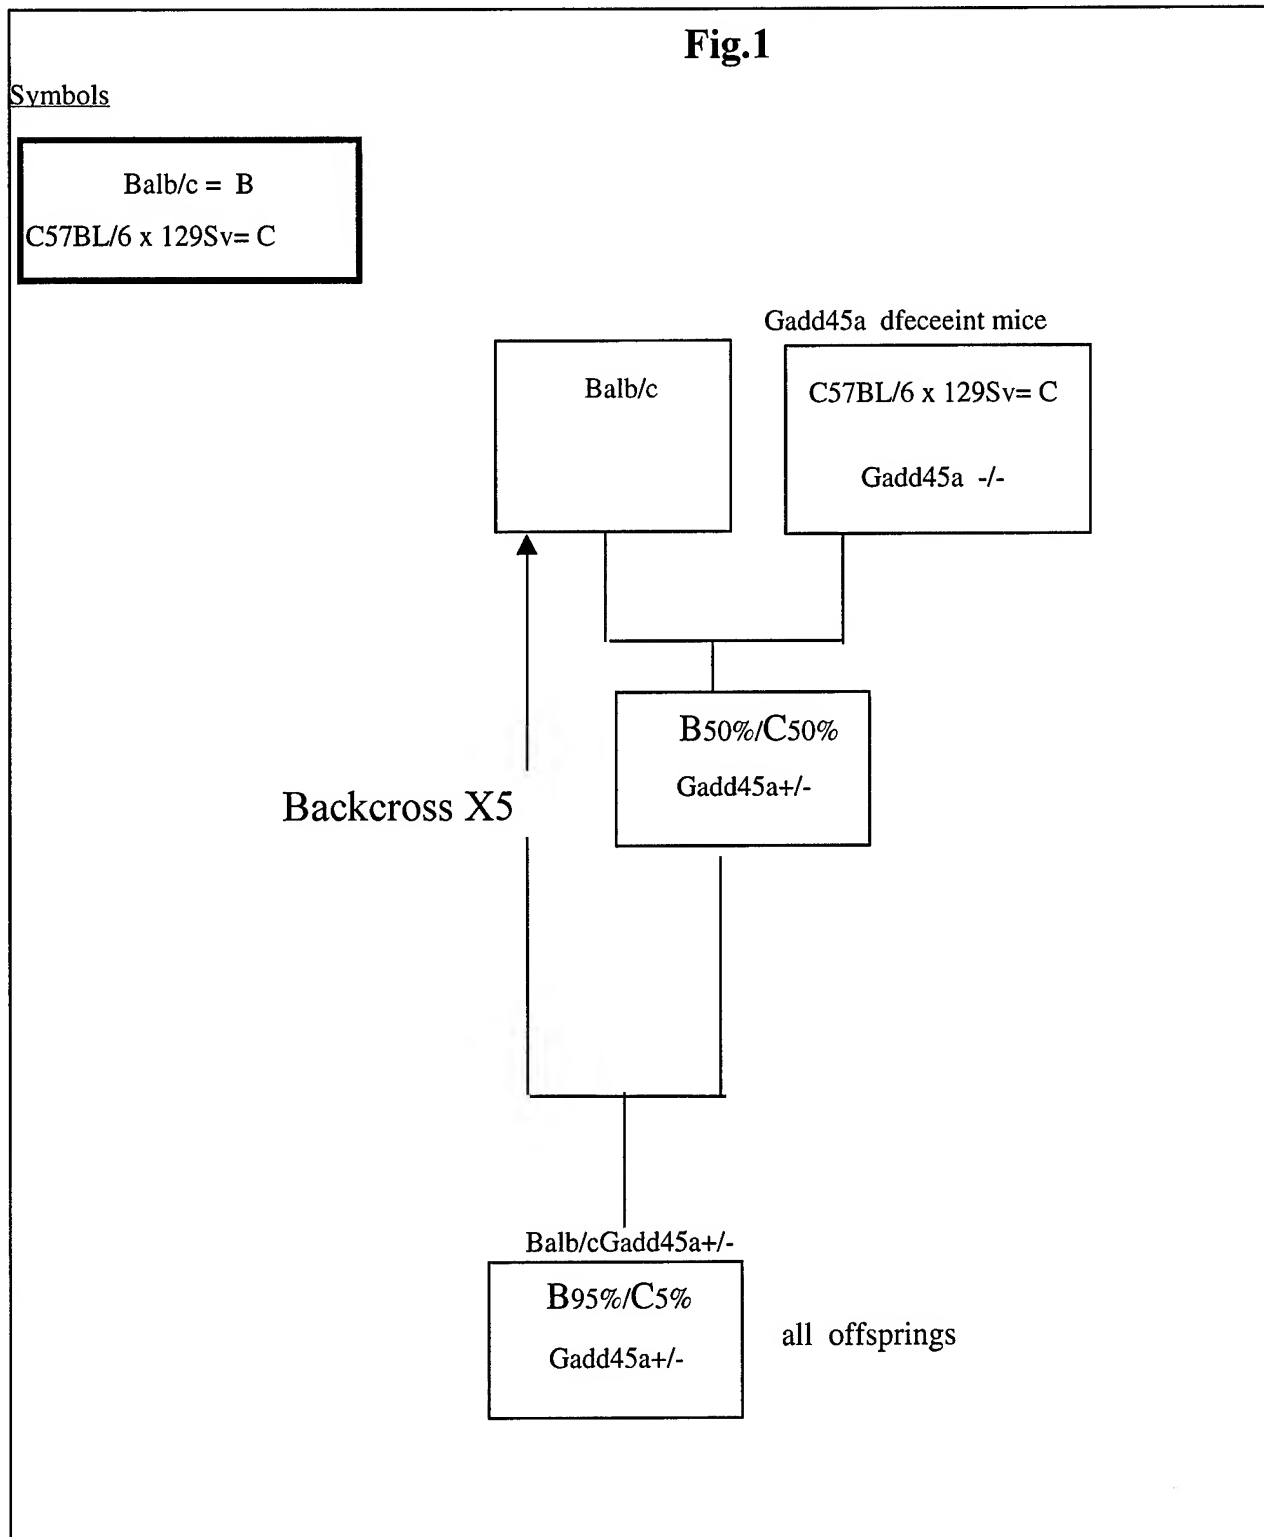 Fig.1
Symbols
Balb/c = B
C57BL/6 x 129Sv= C
Gadd45a dfeceeint mice
Balb/c
C57BL/6 x 129Sv= C
Gadd45a -/-
B50%/C50%
Gadd45a+/-
Backcross X5
Balb/cGadd45a+/-
B95%/C5%
Gadd45a+/-
all offsprings